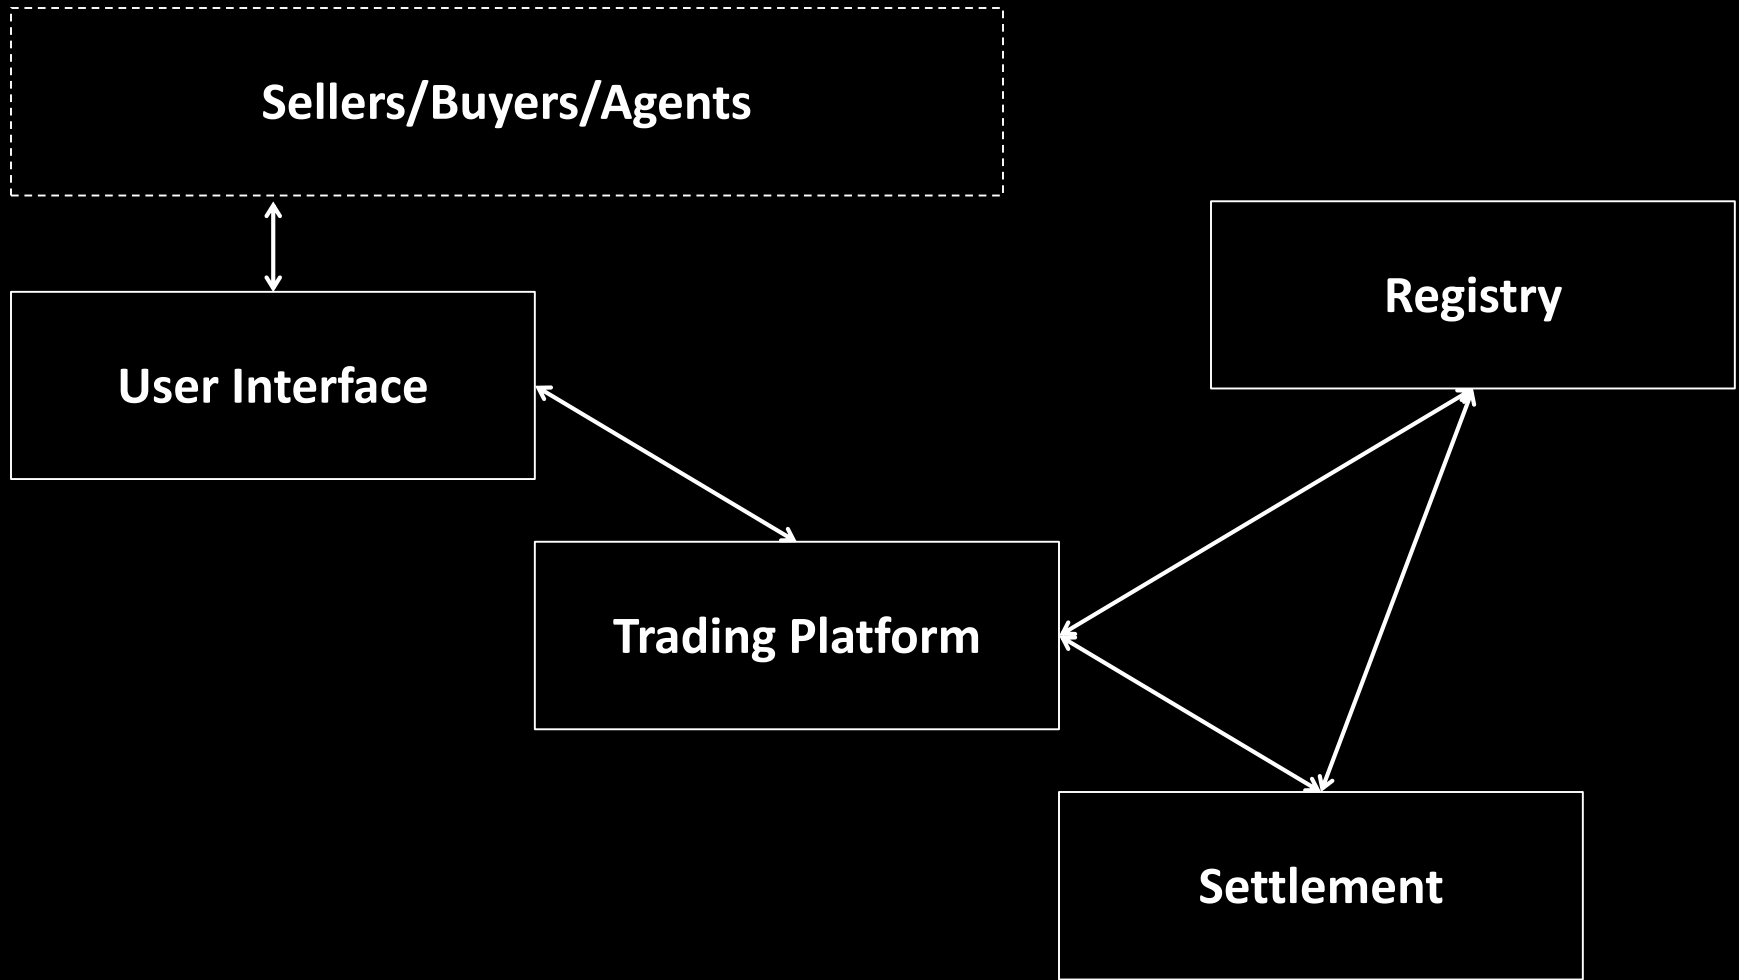 Sellers/Buyers/Agents
Registry
User Interface
Trading Platform
Settlement